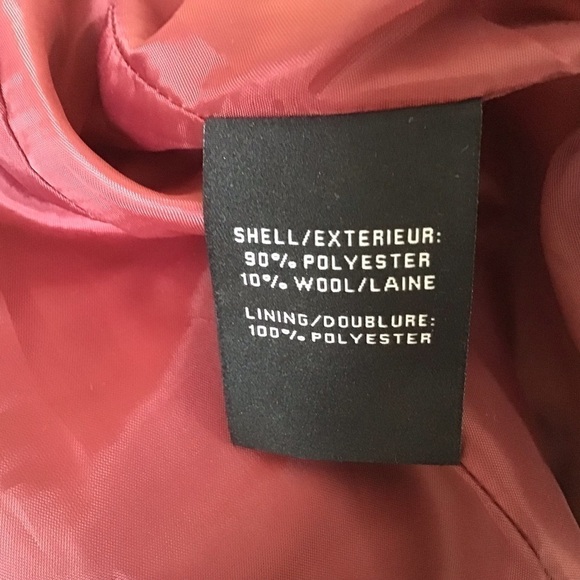 SHELL/EXTERIEUR:
90% POLYESTER
10% WOOL/LAINE
LINING/DOUBLURE:
100% POLYESTER